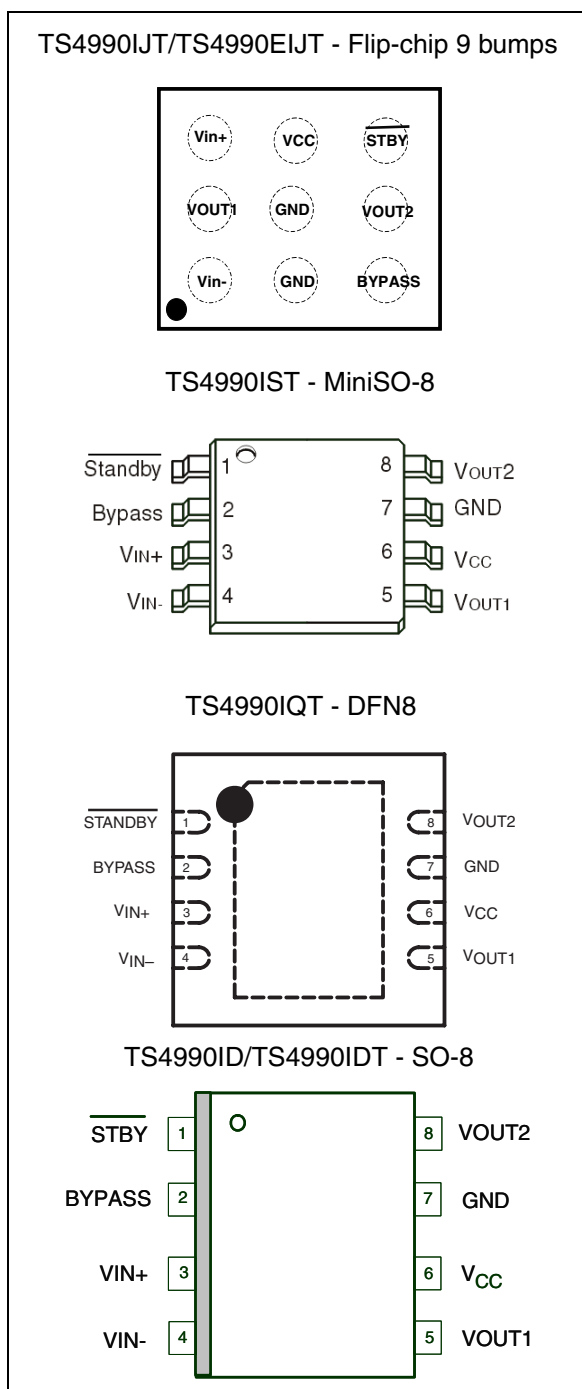 TS4990IJT/TS4990EIJT - Flip-chip 9 bumps
Vin+ VCC STBY
VOUT1 GND VOUT2
Vin- GND BYPASS
TS4990IST - MiniSO-8
Standby 1 8 VOUT2
Bypass 2 7 GND
VIN+ 3 6 VCC
VIN- 4 5 VOUT1
TS4990IQT - DFN8
STANDBY 1 8 VOUT2
BYPASS 2 7 GND
VIN+ 3 6 VCC
VIN– 4 5 VOUT1
TS4990ID/TS4990IDT - SO-8
STBY 1 8 VOUT2
BYPASS 2 7 GND
VIN+ 3 6 VCC
VIN- 4 5 VOUT1